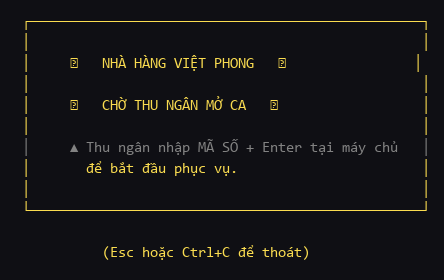 NHÀ HÀNG VIỆT PHONG
CHỜ THU NGÂN MỞ CA
▲ Thu ngân nhập MÃ SỐ + Enter tại máy chủ
để bắt đầu phục vụ.
(Esc hoặc Ctrl+C để thoát)